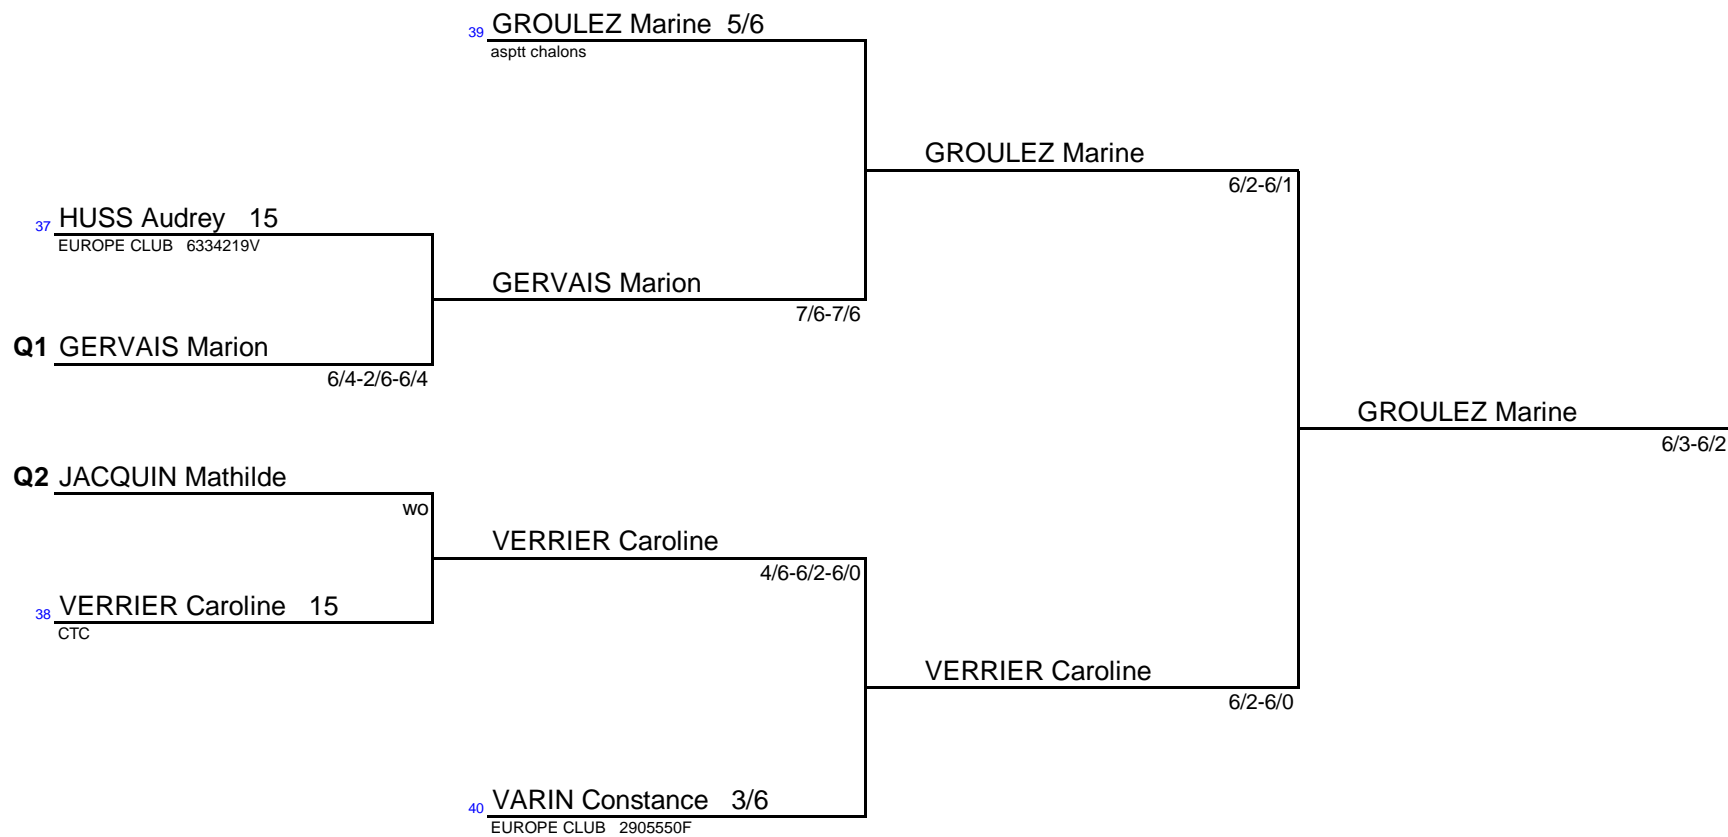 39 GROULEZ Marine 5/6
asptt chalons
GROULEZ Marine
6/2-6/1
37 HUSS Audrey 15
EUROPE CLUB 6334219V
GERVAIS Marion
7/6-7/6
Q1 GERVAIS Marion
6/4-2/6-6/4
GROULEZ Marine
6/3-6/2
Q2 JACQUIN Mathilde
wo
VERRIER Caroline
4/6-6/2-6/0
38 VERRIER Caroline 15
CTC
VERRIER Caroline
6/2-6/0
40 VARIN Constance 3/6
EUROPE CLUB 2905550F